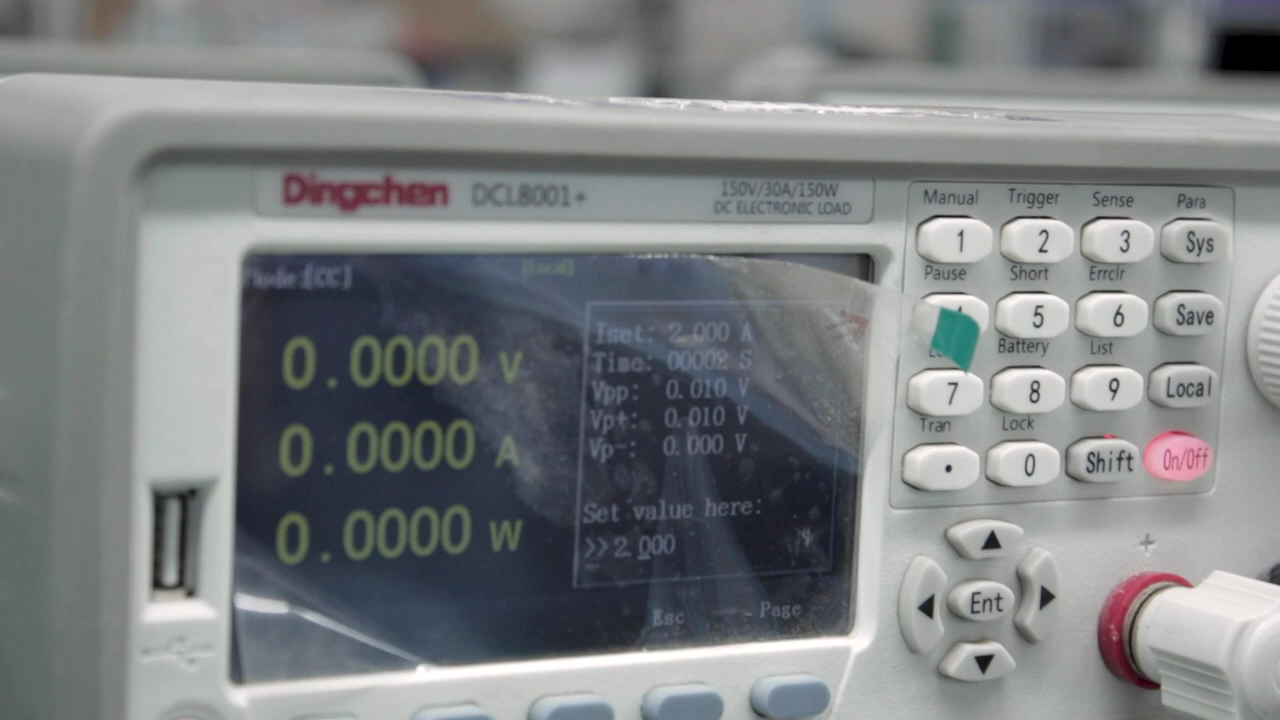 Dingchen DCL8001+
150V/30A/150W
DC ELECTRONIC LOAD
Mode:[CC]
[Local]
0.0000 V
0.0000 A
0.0000 W
Iset: 2.000 A
Time: 00002 S
Vpp: 0.010 V
Vpt: 0.010 V
Vp-: 0.000 V
Set value here:
>>2.000
Esc
Page
Manual Trigger Sense Para
1 2 3 Sys
Pause Short Errclr
4 5 6 Save
Battery List
7 8 9 Local
Tran Lock
. 0 Shift On/Off
▲
◀ Ent ▶
▼
+